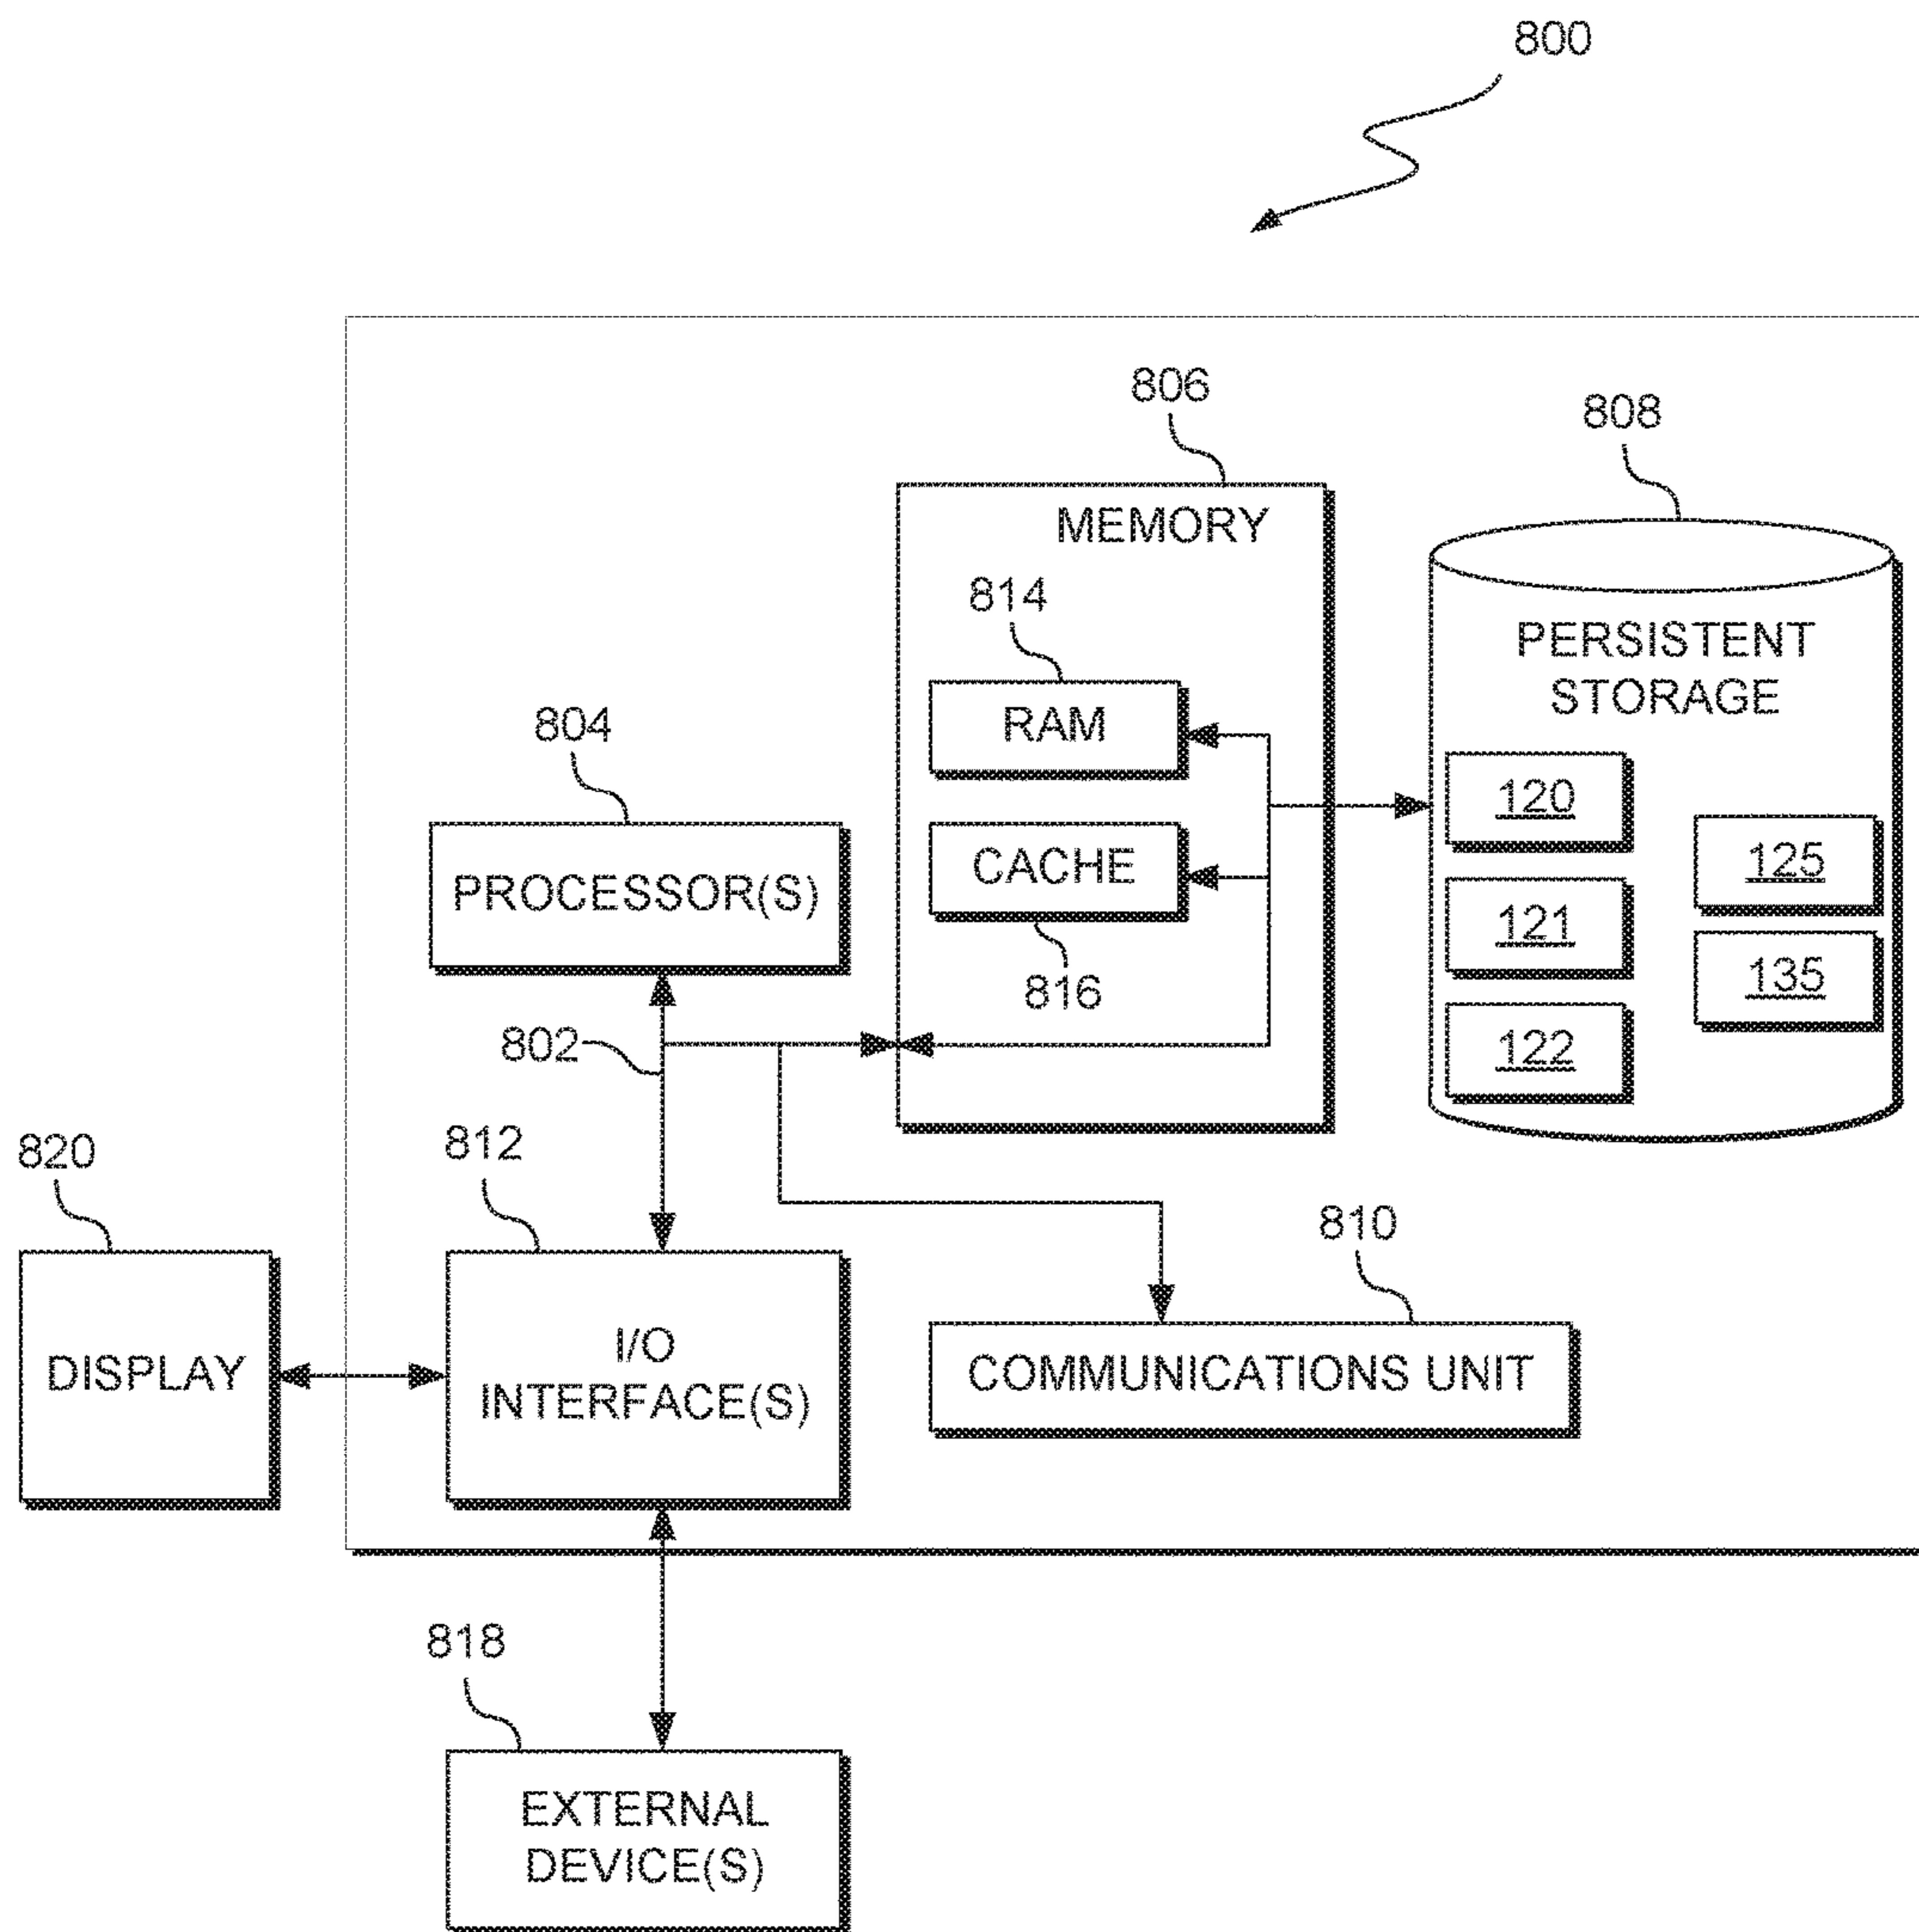 800
806
808
MEMORY
814
PERSISTENT
STORAGE
RAM
804
120
CACHE
125
PROCESSOR(S)
121
816
135
802
122
820
812
810
I/O
INTERFACE(S)
DISPLAY
COMMUNICATIONS UNIT
818
EXTERNAL
DEVICE(S)